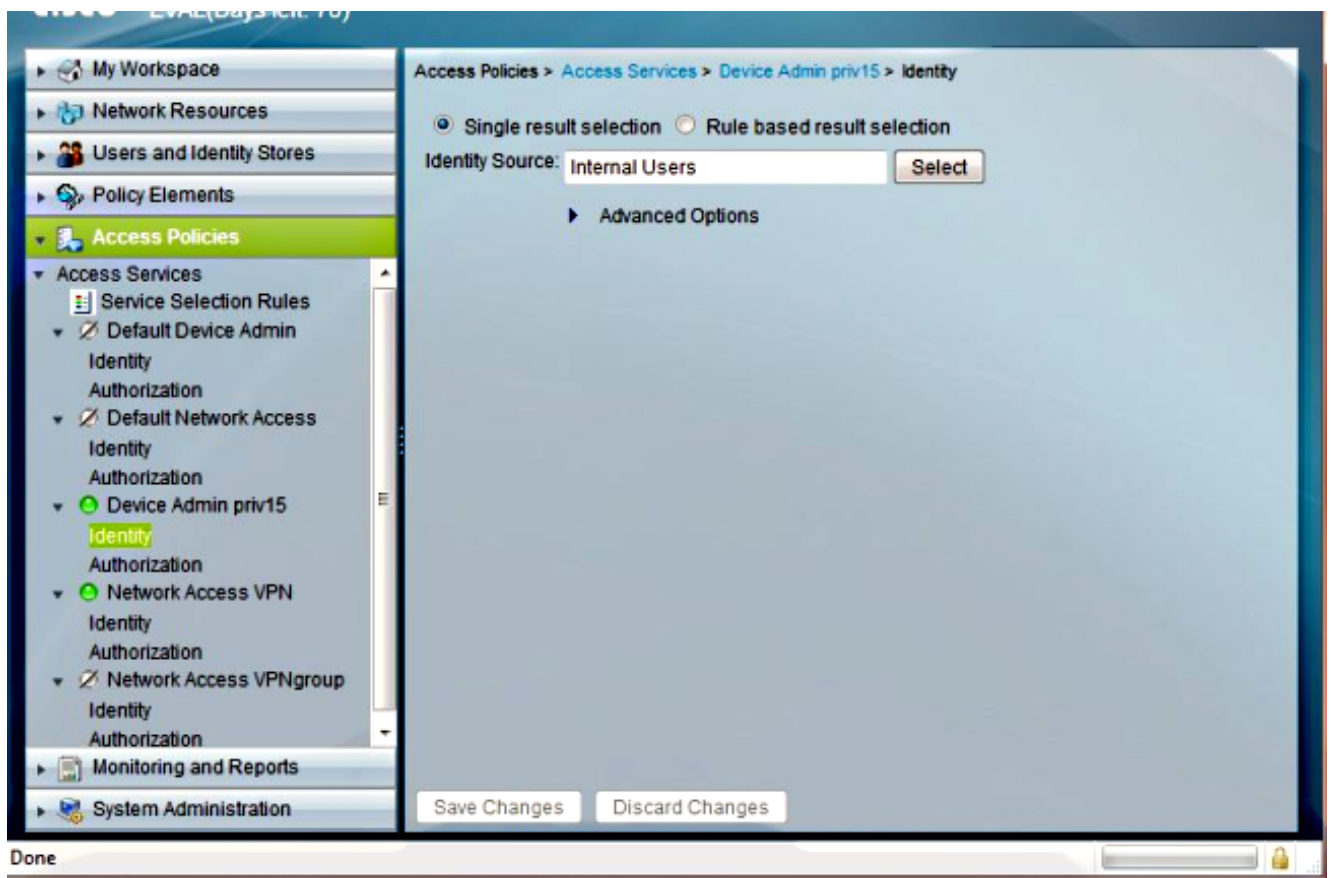 My Workspace
Network Resources
Users and Identity Stores
Policy Elements
Access Policies
Access Services
Service Selection Rules
Default Device Admin
Identity
Authorization
Default Network Access
Identity
Authorization
Device Admin priv15
Identity
Authorization
Network Access VPN
Identity
Authorization
Network Access VPNgroup
Identity
Authorization
Monitoring and Reports
System Administration
Access Policies > Access Services > Device Admin priv15 > Identity
Single result selection Rule based result selection
Identity Source: Internal Users Select
Advanced Options
Save Changes Discard Changes
Done